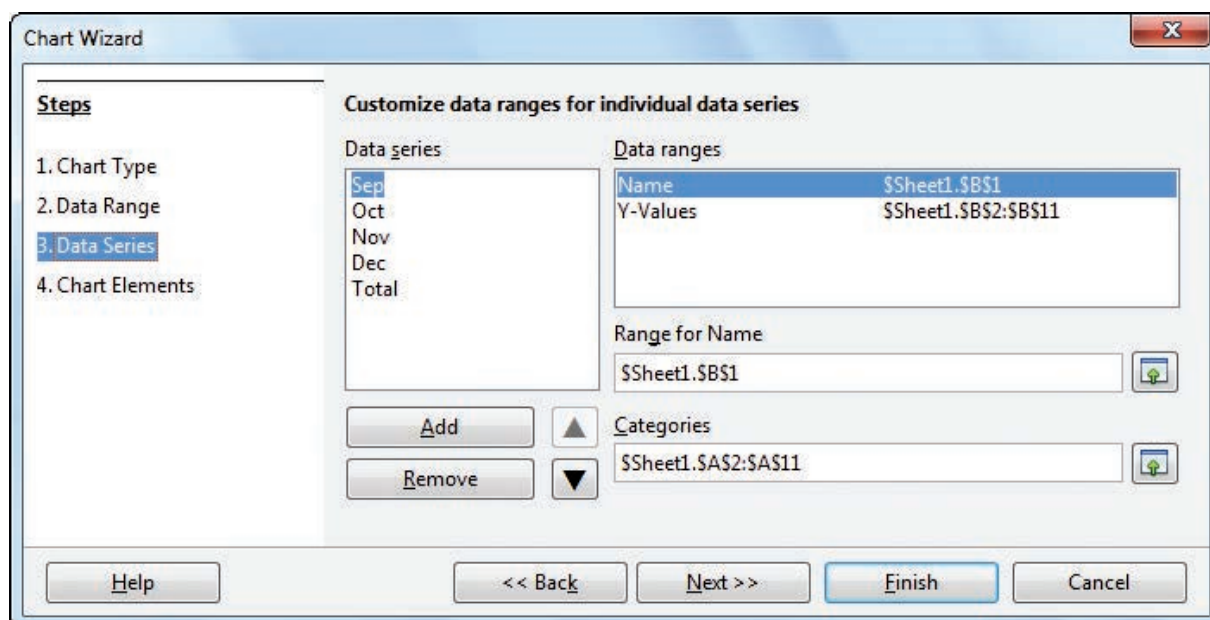 Chart Wizard
Steps
1. Chart Type
2. Data Range
3. Data Series
4. Chart Elements
Customize data ranges for individual data series
Data series
Sep
Oct
Nov
Dec
Total
Add
Remove
Data ranges
Name $Sheet1.$B$1
Y-Values $Sheet1.$B$2:$B$11
Range for Name
$Sheet1.$B$1
Categories
$Sheet1.$A$2:$A$11
Help
<< Back
Next >>
Finish
Cancel